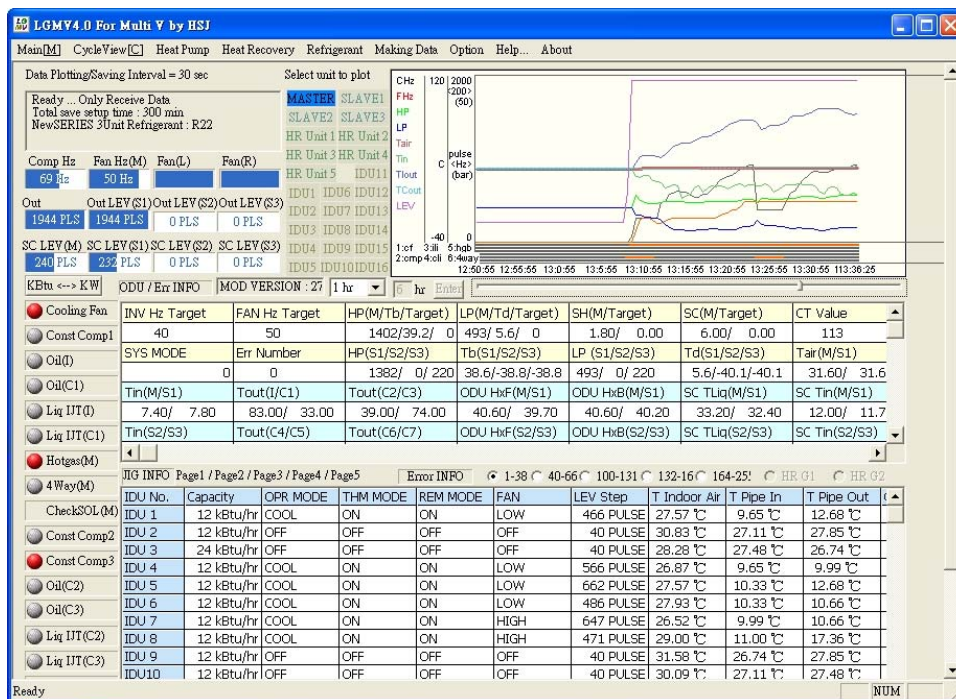 LGMV4.0 For Multi V by HSJ
Main[M] CycleView[C] Heat Pump Heat Recovery Refrigerant Making Data Option Help... About
Data Plotting/Saving Interval = 30 sec
Ready ... Only Receive Data
Total save setup time : 300 min
NewSERIES 3Unit Refrigerant : R22
Comp Hz Fan Hz(M) Fan(L) Fan(R)
69 Hz 50 Hz
Out Out LEV(S1) Out LEV(S2) Out LEV(S3)
1944 PLS 1944 PLS 0 PLS 0 PLS
SC LEV(M) SC LEV(S1) SC LEV(S2) SC LEV(S3)
240 PLS 232 PLS 0 PLS 0 PLS
Select unit to plot
MASTER SLAVE1
SLAVE2 SLAVE3
HR Unit 1 HR Unit 2
HR Unit 3 HR Unit 4
HR Unit 5 IDU11
IDU1 IDU6 IDU12
IDU2 IDU7 IDU13
IDU3 IDU8 IDU14
IDU4 IDU9 IDU15
IDU5 IDU10 IDU16
CHz 120 2000
FHz <200>
HP (50)
LP
Tair
Tin pulse
C <Hz>
TIout (bar)
TCout
LEV
-40 0
1:cf 3:ili 5:hgb
2:cmp 4:cli 6:4way
12:50:55 12:55:55 13:0:55 13:5:55 13:10:55 13:15:55 13:20:55 13:25:55 13:30:55 113:36:25
KBtu <--> KW ODU / Err INFO MOD VERSION : 27 1 hr 6 hr Enter
Cooling Fan
Const Comp1
Oil(I)
Oil(C1)
Liq IJT(I)
Liq IJT(C1)
Hotgas(M)
4Way(M)
CheckSOL(M)
Const Comp2
Const Comp3
Oil(C2)
Oil(C3)
Liq IJT(C2)
Liq IJT(C3)
INV Hz Target FAN Hz Target HP(M/Tb/Target) LP(M/Td/Target) SH(M/Target) SC(M/Target) CT Value
40 50 1402/39.2/ 0 493/ 5.6/ 0 1.80/ 0.00 6.00/ 0.00 113
SYS MODE Err Number HP(S1/S2/S3) Tb(S1/S2/S3) LP (S1/S2/S3) Td(S1/S2/S3) Tair(M/S1)
0 0 1382/ 0/ 220 38.6/-38.8/-38.8 493/ 0/ 220 5.6/-40.1/-40.1 31.60/ 31.6
Tin(M/S1) Tout(I/C1) Tout(C2/C3) ODU HxF(M/S1) ODU HxB(M/S1) SC TLiq(M/S1) SC Tin(M/S1)
7.40/ 7.80 83.00/ 33.00 39.00/ 74.00 40.60/ 39.70 40.60/ 40.20 33.20/ 32.40 12.00/ 11.7
Tin(S2/S3) Tout(C4/C5) Tout(C6/C7) ODU HxF(S2/S3) ODU HxB(S2/S3) SC TLiq(S2/S3) SC Tin(S2/S3)
JIG INFO Page1 / Page2 / Page3 / Page4 / Page5 Error INFO 1-38 40-66 100-131 132-16 164-25 HR G1 HR G2
IDU No. Capacity OPR MODE THM MODE REM MODE FAN LEV Step T Indoor Air T Pipe In T Pipe Out
IDU 1 12 kBtu/hr COOL ON ON LOW 466 PULSE 27.57 ℃ 9.65 ℃ 12.68 ℃
IDU 2 12 kBtu/hr OFF OFF OFF OFF 40 PULSE 30.83 ℃ 27.11 ℃ 27.85 ℃
IDU 3 24 kBtu/hr OFF OFF OFF OFF 40 PULSE 28.28 ℃ 27.48 ℃ 26.74 ℃
IDU 4 12 kBtu/hr COOL ON ON LOW 566 PULSE 26.87 ℃ 9.65 ℃ 9.99 ℃
IDU 5 12 kBtu/hr COOL ON ON LOW 662 PULSE 27.57 ℃ 10.33 ℃ 12.68 ℃
IDU 6 12 kBtu/hr COOL ON ON LOW 486 PULSE 27.93 ℃ 10.33 ℃ 10.66 ℃
IDU 7 12 kBtu/hr COOL ON ON HIGH 647 PULSE 26.52 ℃ 9.99 ℃ 10.66 ℃
IDU 8 12 kBtu/hr COOL ON ON HIGH 471 PULSE 29.00 ℃ 11.00 ℃ 17.36 ℃
IDU 9 12 kBtu/hr OFF OFF OFF OFF 40 PULSE 31.58 ℃ 26.74 ℃ 27.85 ℃
IDU10 12 kBtu/hr OFF OFF OFF OFF 40 PULSE 30.09 ℃ 27.11 ℃ 27.48 ℃
Ready NUM